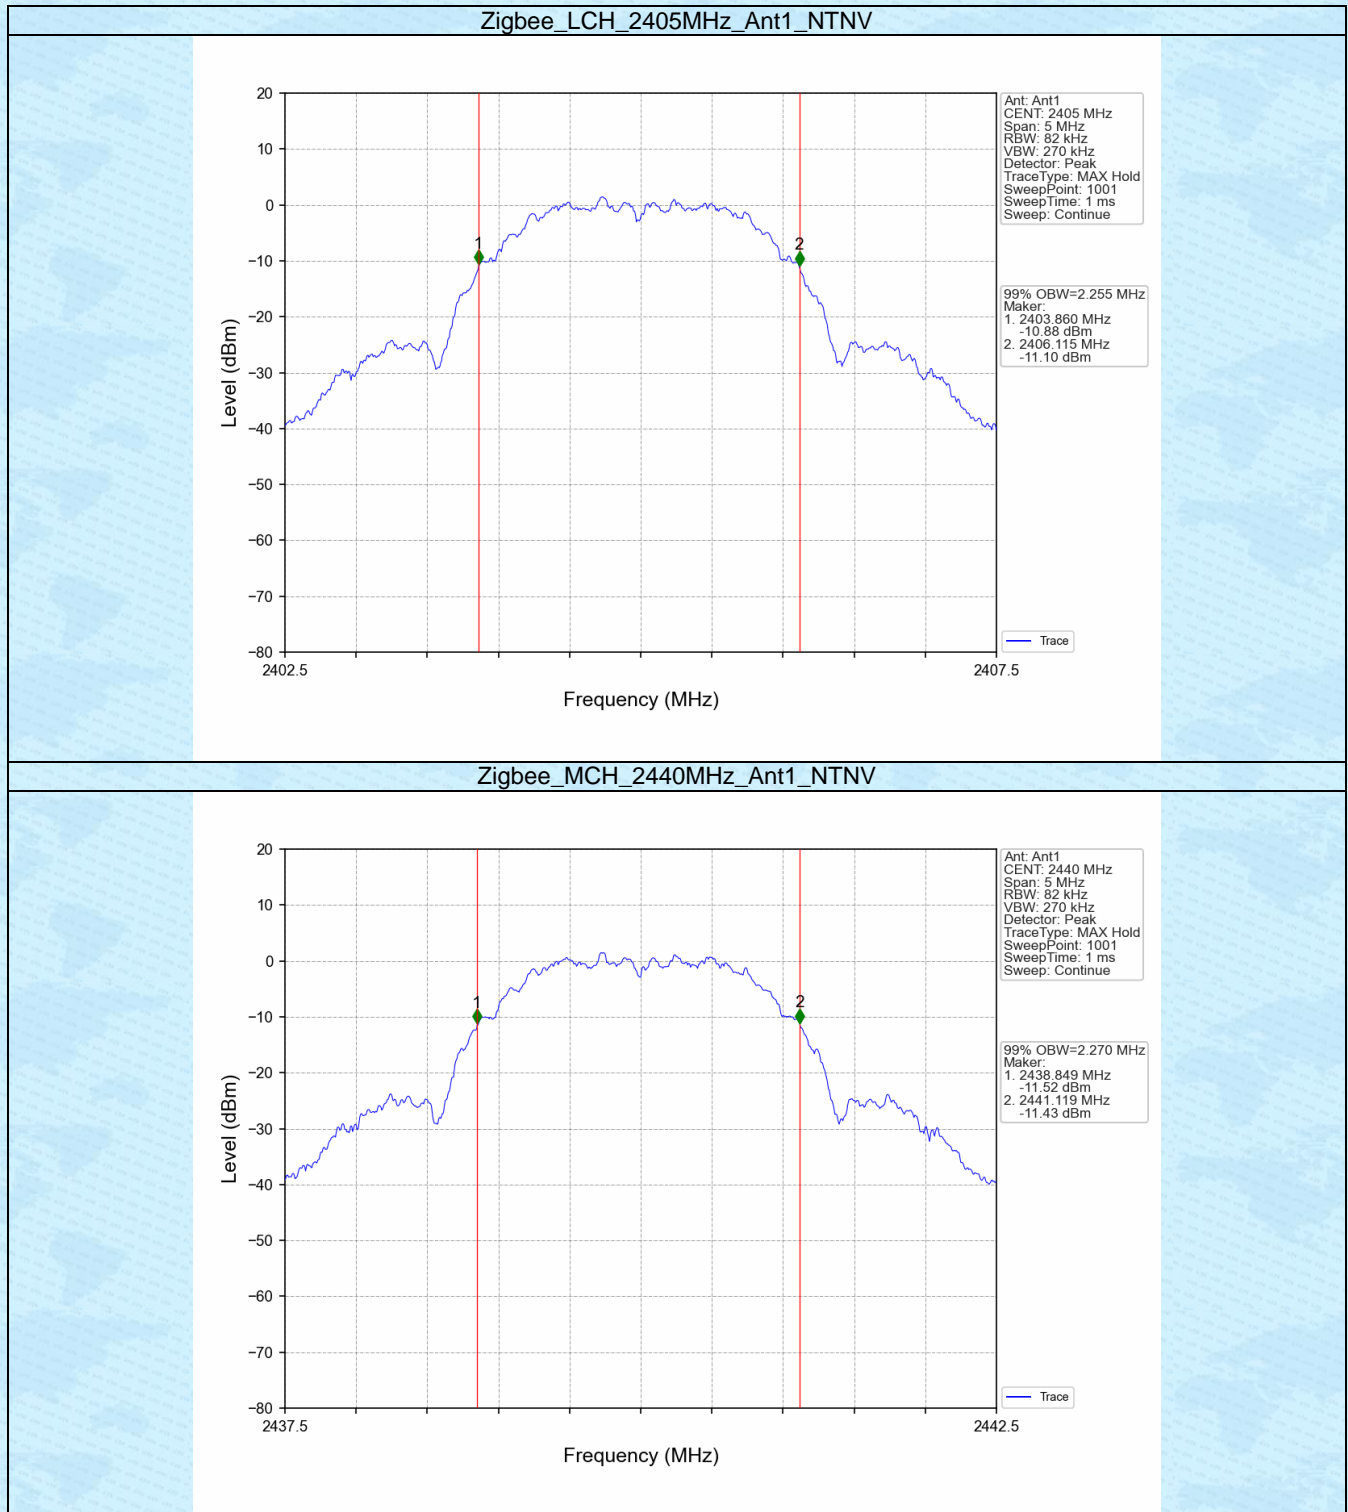 Zigbee_LCH_2405MHz_Ant1_NTNV
20
10
0
−10
−20
−30
−40
−50
−60
−70
−80
Level (dBm)
1
2
2402.5
2407.5
Frequency (MHz)
Ant: Ant1
CENT: 2405 MHz
Span: 5 MHz
RBW: 82 kHz
VBW: 270 kHz
Detector: Peak
TraceType: MAX Hold
SweepPoint: 1001
SweepTime: 1 ms
Sweep: Continue
99% OBW=2.255 MHz
Maker:
1. 2403.860 MHz
-10.88 dBm
2. 2406.115 MHz
-11.10 dBm
Trace
Zigbee_MCH_2440MHz_Ant1_NTNV
20
10
0
−10
−20
−30
−40
−50
−60
−70
−80
Level (dBm)
1
2
2437.5
2442.5
Frequency (MHz)
Ant: Ant1
CENT: 2440 MHz
Span: 5 MHz
RBW: 82 kHz
VBW: 270 kHz
Detector: Peak
TraceType: MAX Hold
SweepPoint: 1001
SweepTime: 1 ms
Sweep: Continue
99% OBW=2.270 MHz
Maker:
1. 2438.849 MHz
-11.52 dBm
2. 2441.119 MHz
-11.43 dBm
Trace